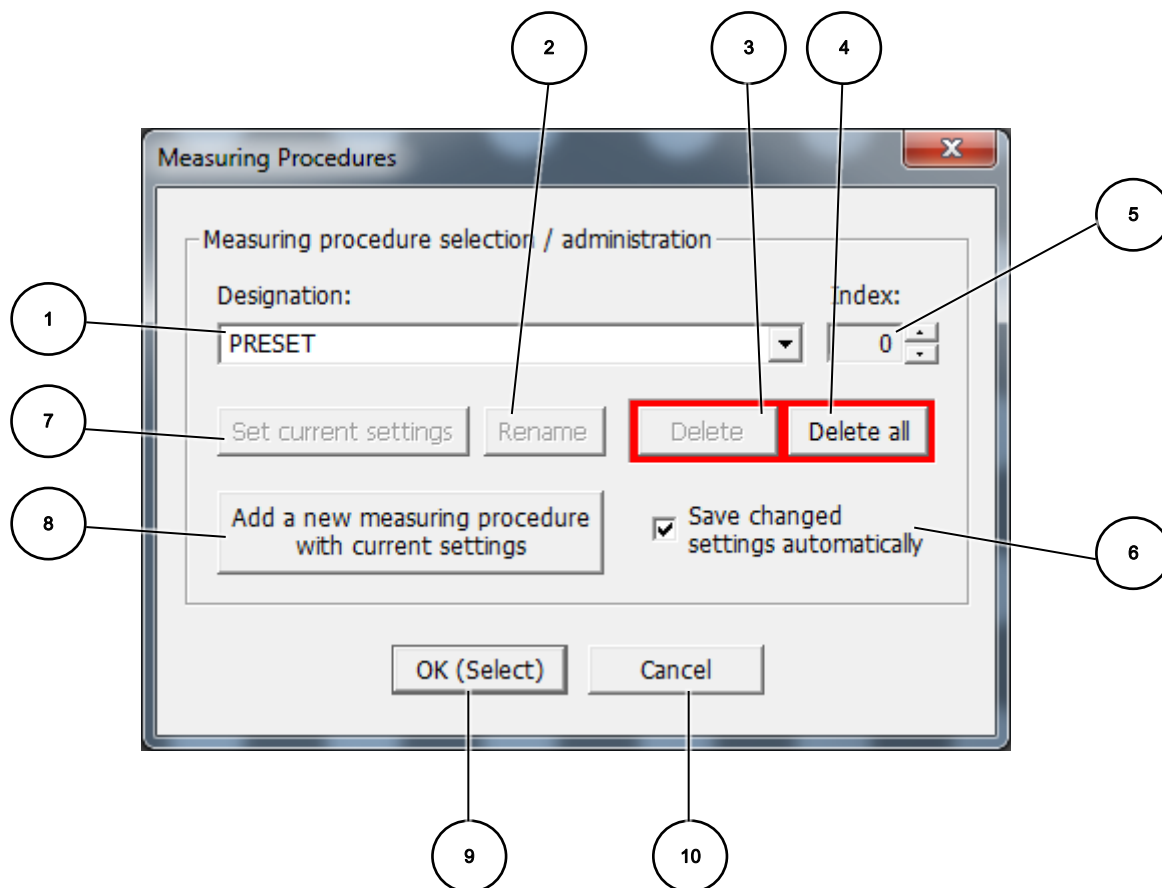 2
3
4
Measuring Procedures
x
5
Measuring procedure selection / administration
Designation:
Index:
1
PRESET
0
7
Set current settings
Rename
Delete
Delete all
8
Add a new measuring procedure
with current settings
Save changed
settings automatically
6
OK (Select)
Cancel
9
10